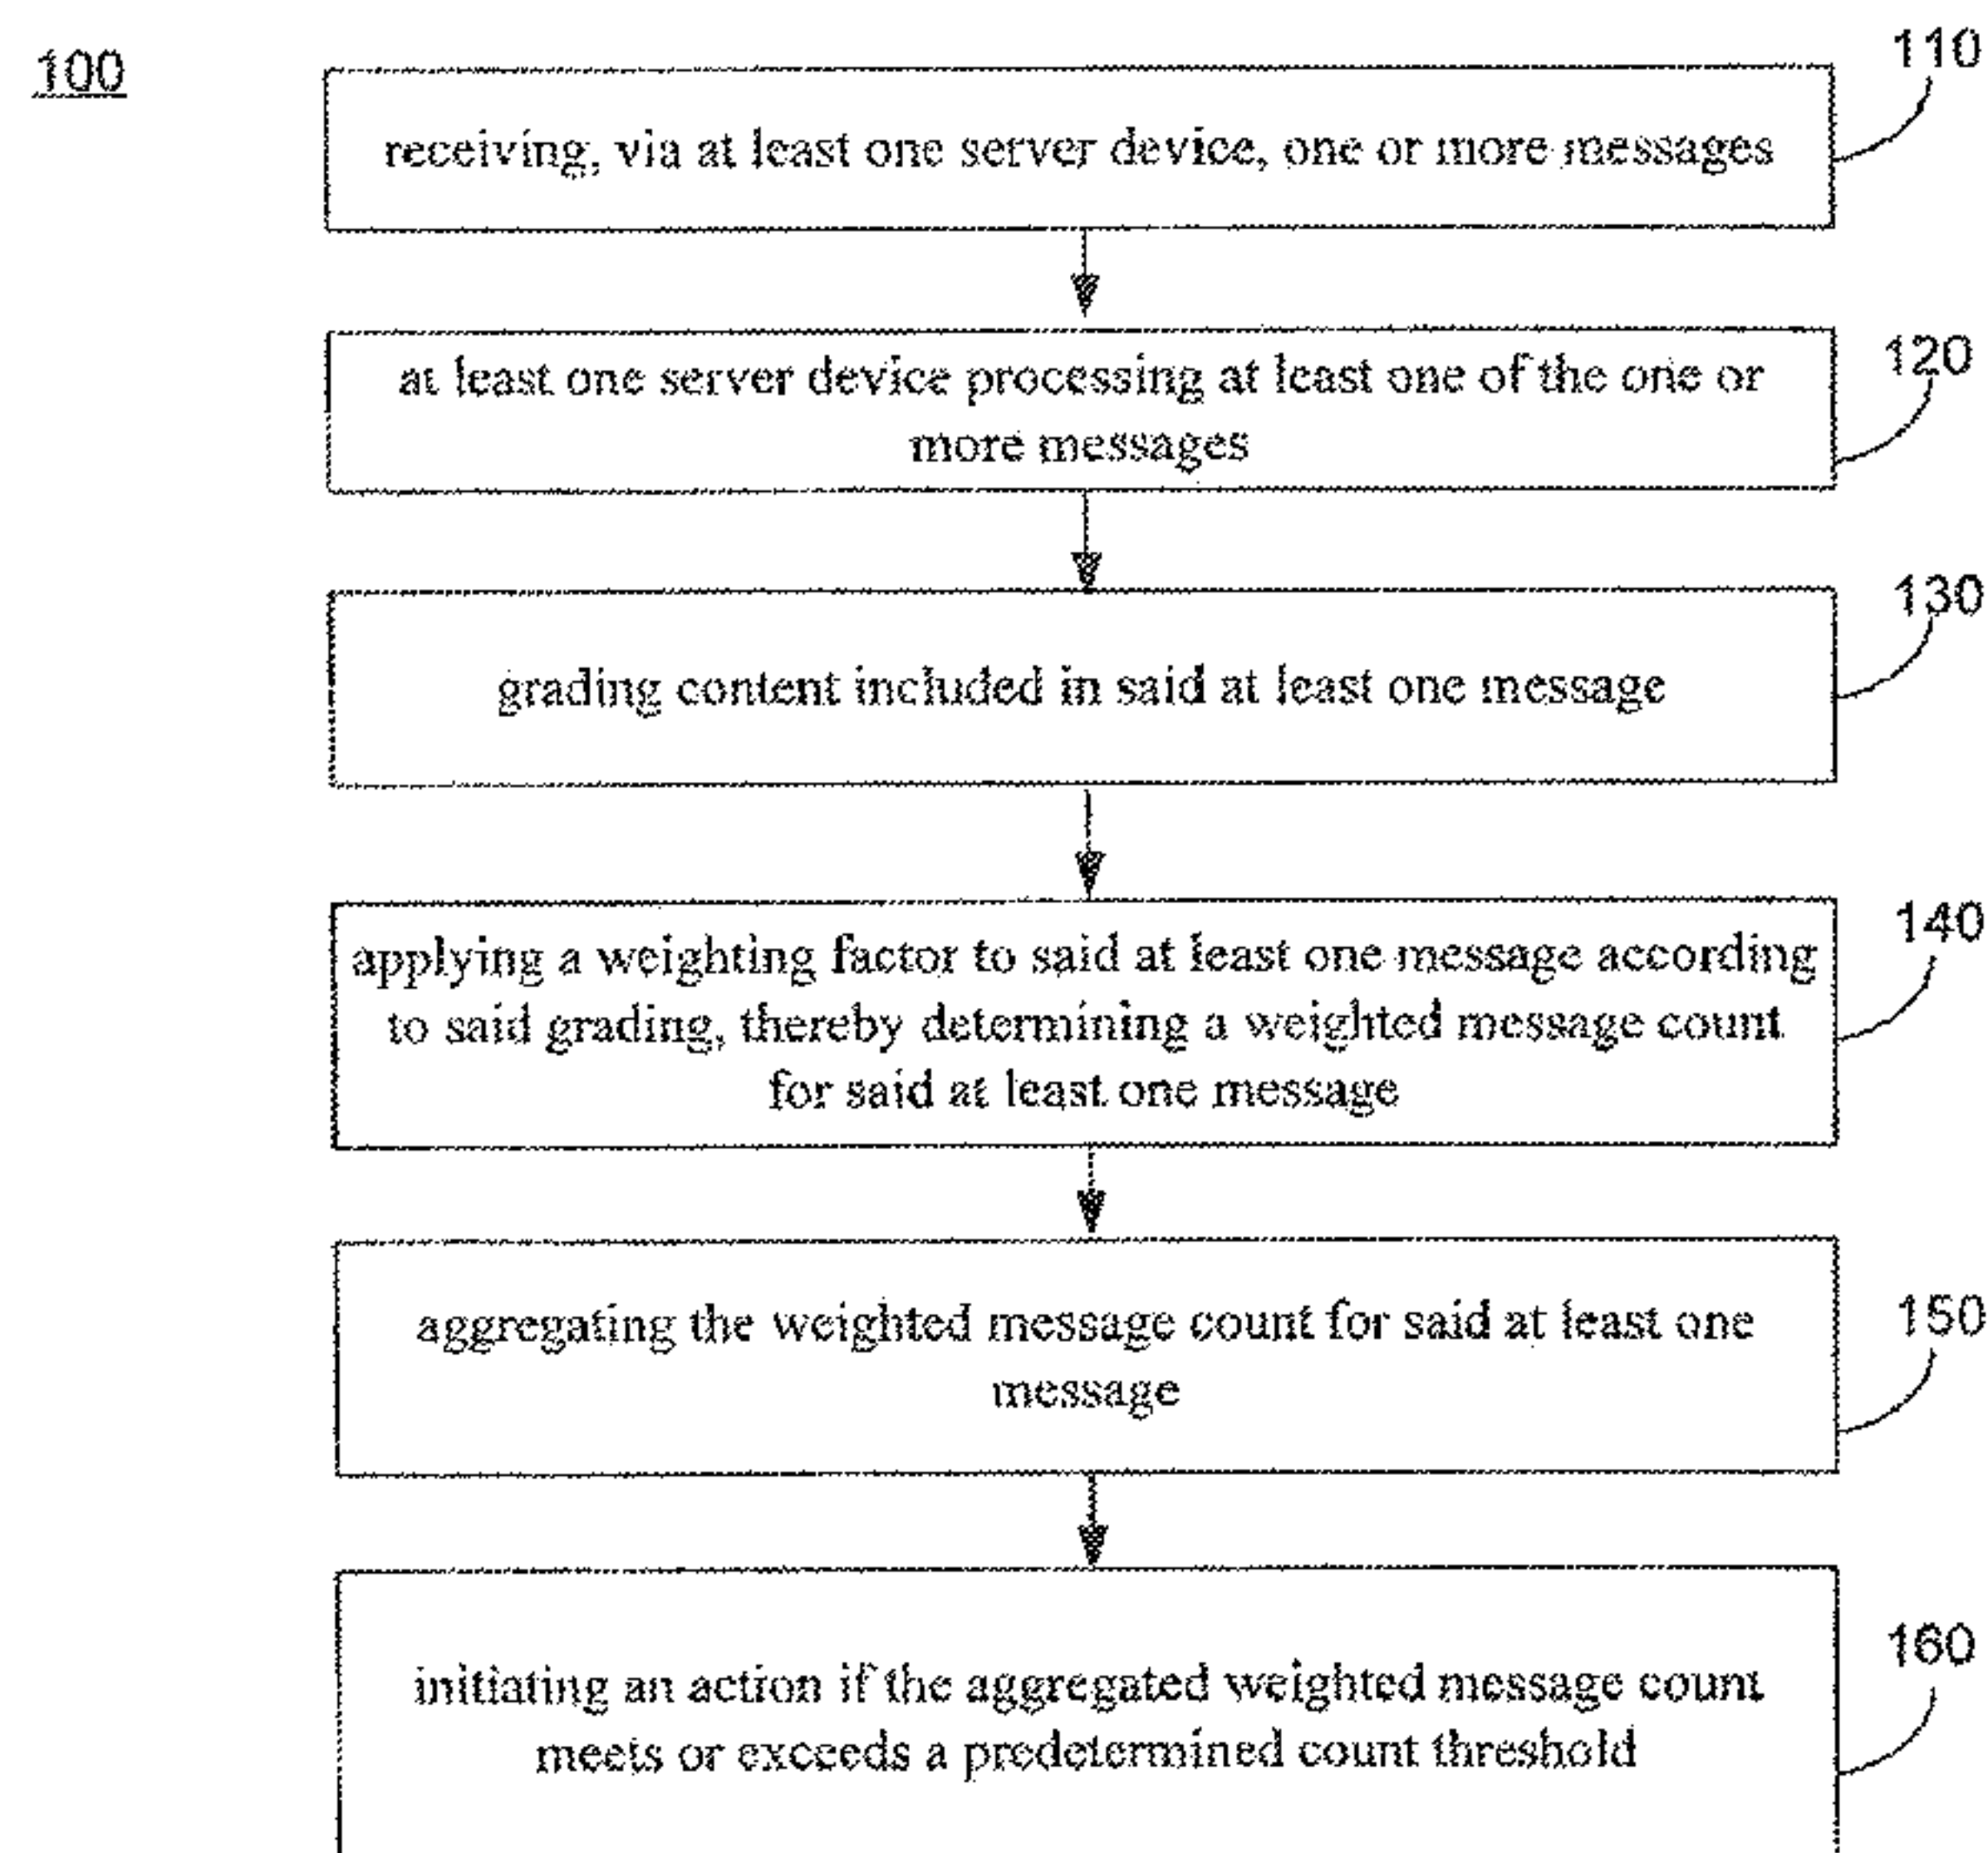 100
110
receiving, via at least one server device, one or more messages
120
at least one server device processing at least one of the one or
more messages
130
grading content included in said at least one message
140
applying a weighting factor to said at least one message according
to said grading, thereby determining a weighted message count
for said at least one message
150
aggregating the weighted message count for said at least one
message
160
initiating an action if the aggregated weighted message count
meets or exceeds a predetermined count threshold